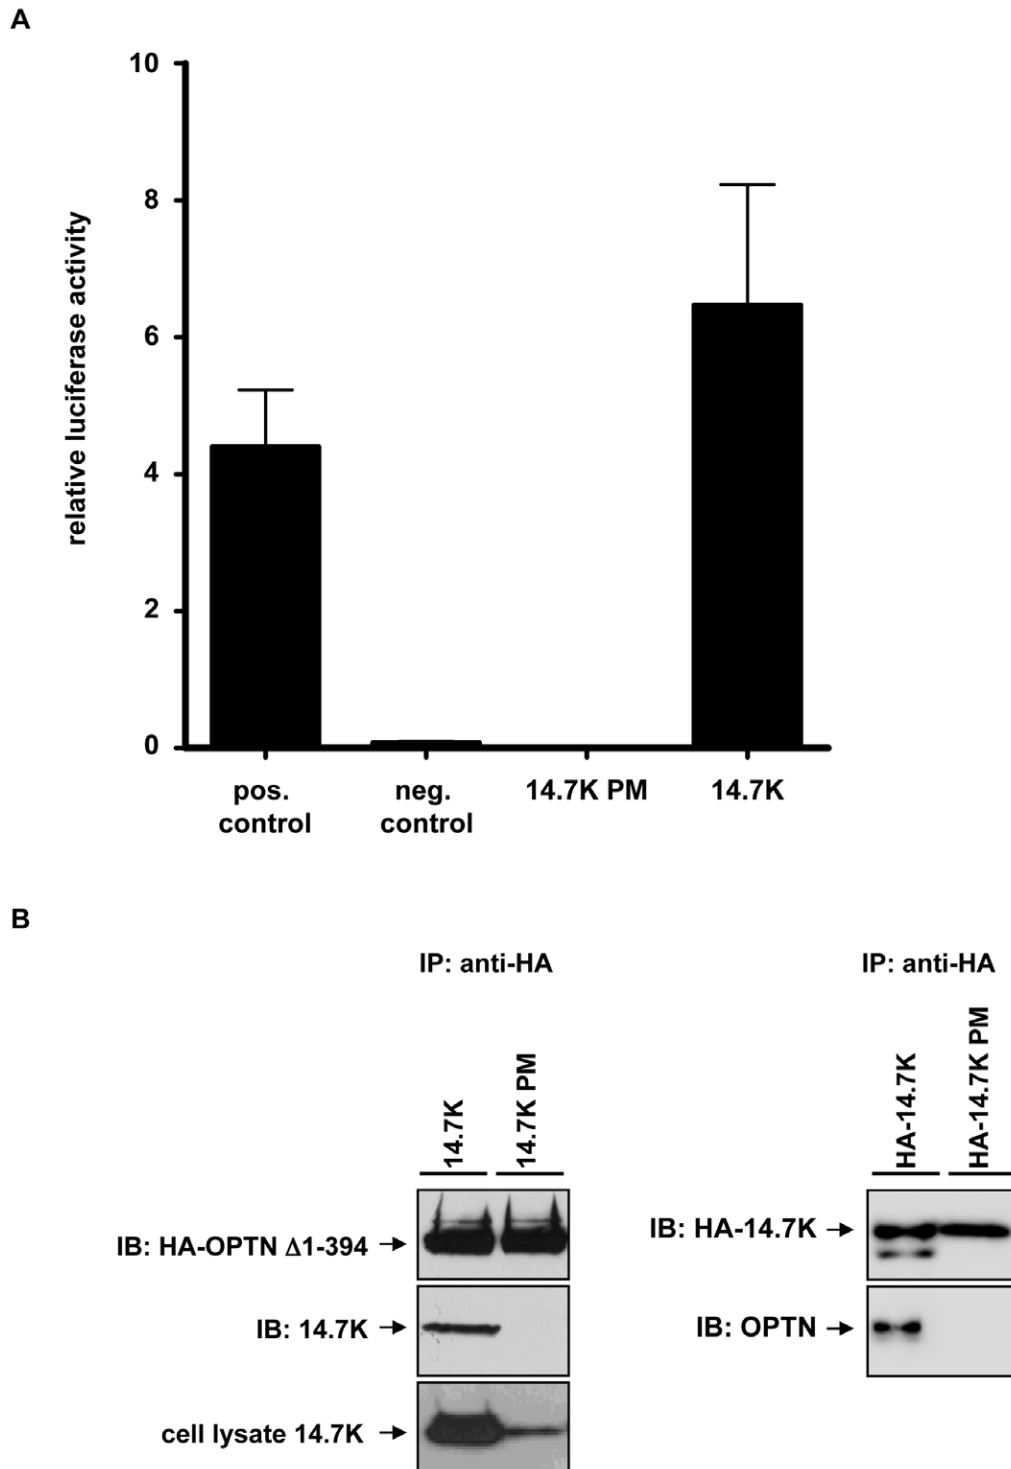 A
10
8
6
4
2
0
relative luciferase activity
pos.
control
neg.
control
14.7K PM
14.7K
B
IP: anti-HA
14.7K
14.7K PM
IB: HA-OPTN Δ1-394
IB: 14.7K
cell lysate 14.7K
IP: anti-HA
HA-14.7K
HA-14.7K PM
IB: HA-14.7K
IB: OPTN